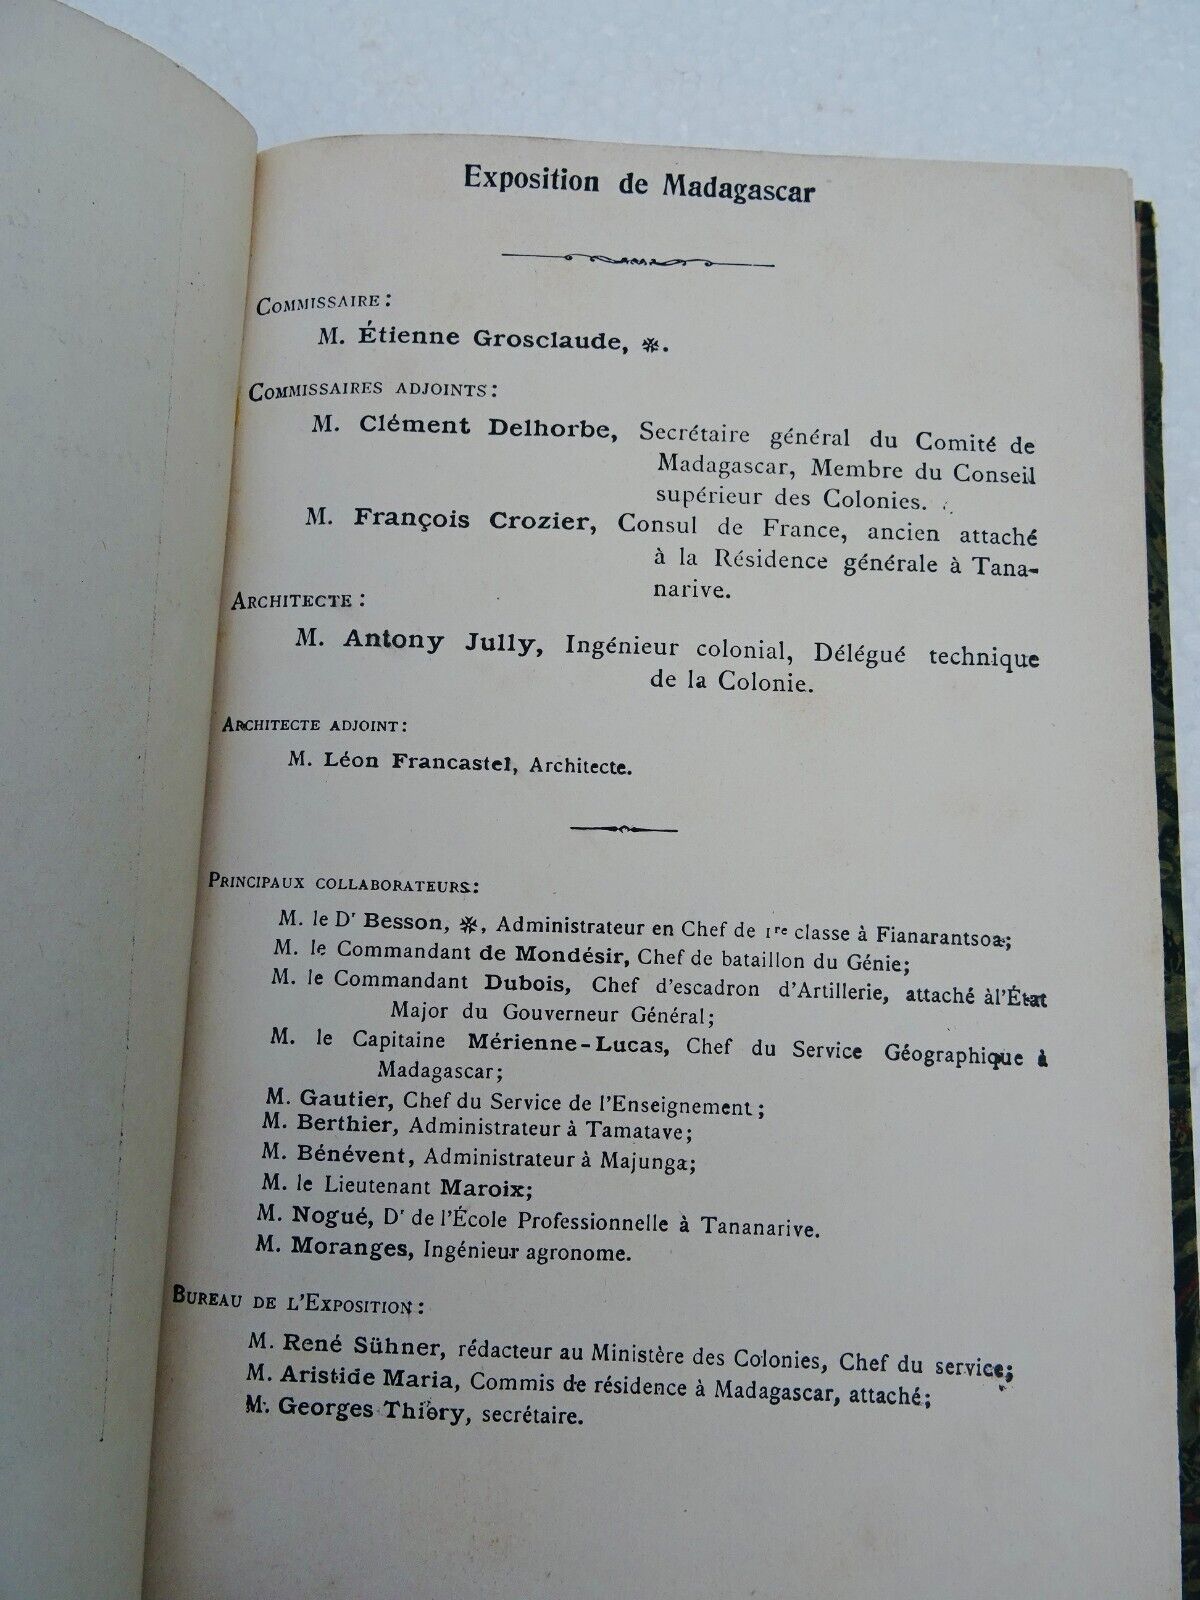 Exposition de Madagascar
COMMISSAIRE :
M. Étienne Grosclaude, ✻.
COMMISSAIRES ADJOINTS :
M. Clément Delhorbe, Secrétaire général du Comité de
Madagascar, Membre du Conseil
supérieur des Colonies.
M. François Crozier, Consul de France, ancien attaché
à la Résidence générale à Tana-
narive.
ARCHITECTE :
M. Antony Jully, Ingénieur colonial, Délégué technique
de la Colonie.
ARCHITECTE ADJOINT :
M. Léon Francastel, Architecte.
PRINCIPAUX COLLABORATEURS :
M. le Dr Besson, ✻, Administrateur en Chef de 1re classe à Fianarantsoa;
M. le Commandant de Mondésir, Chef de bataillon du Génie;
M. le Commandant Dubois, Chef d'escadron d'Artillerie, attaché à l'État
Major du Gouverneur Général;
M. le Capitaine Mérienne-Lucas, Chef du Service Géographique à
Madagascar;
M. Gautier, Chef du Service de l'Enseignement;
M. Berthier, Administrateur à Tamatave;
M. Bénévent, Administrateur à Majunga;
M. le Lieutenant Maroix;
M. Nogué, Dr de l'École Professionnelle à Tananarive.
M. Moranges, Ingénieur agronome.
BUREAU DE L'EXPOSITION :
M. René Sühner, rédacteur au Ministère des Colonies, Chef du service;
M. Aristide Maria, Commis de résidence à Madagascar, attaché;
M. Georges Thiéry, secrétaire.